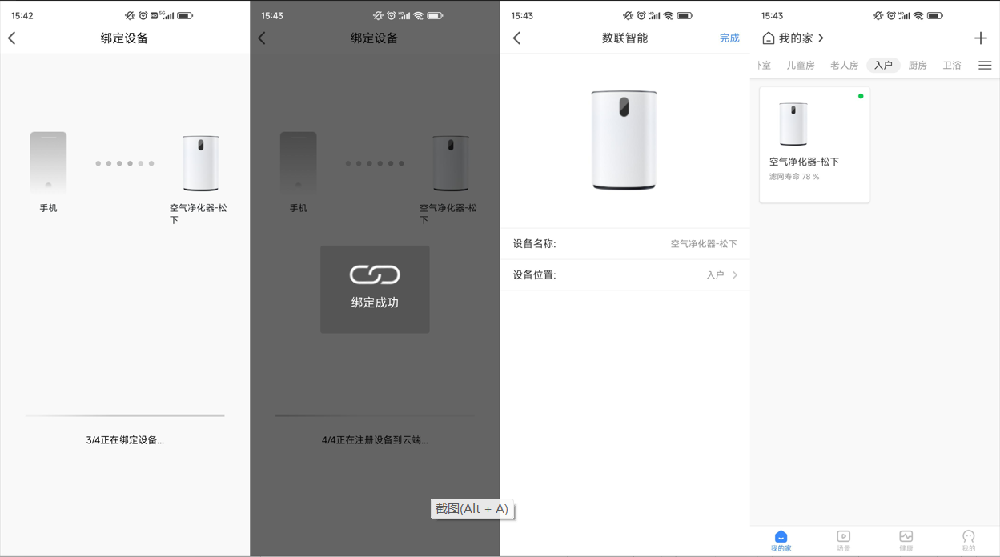 15:42
绑定设备
手机
空气净化器-松
下
3/4正在绑定设备...
15:43
绑定设备
手机
空气净化器-松
下
绑定成功
4/4正在注册设备到云端...
截图(Alt + A)
15:43
数联智能
完成
设备名称:
空气净化器-松下
设备位置:
入户
15:43
我的家
卧室 儿童房 老人房 入户 厨房 卫浴
空气净化器-松下
滤网寿命 78 %
我的家
场景
健康
我的